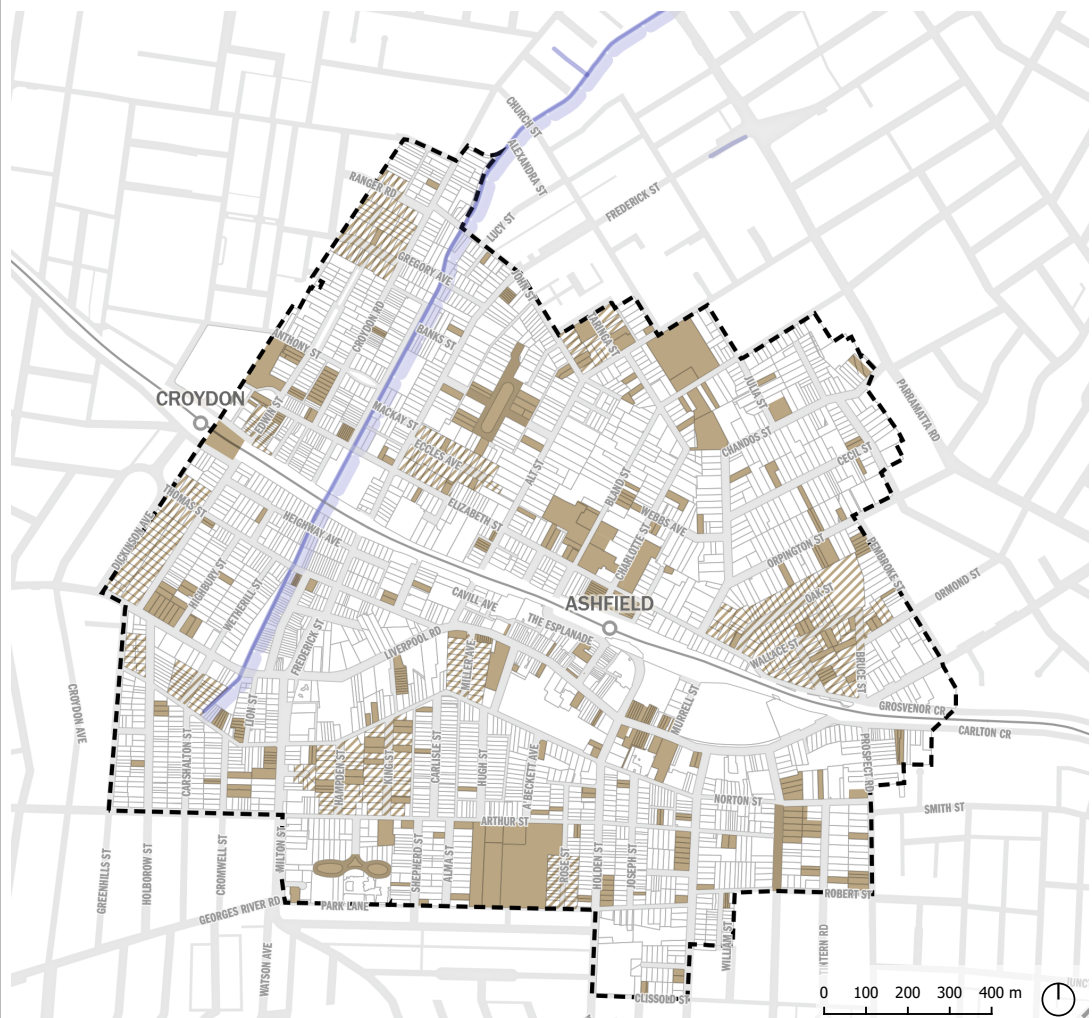 CHURCH ST
ALEXANDRA ST
RANGER RD
FREDERICK ST
LUCY ST
GREGORY AVE
JOHN ST
CROYDON RD
BANKS ST
TARINGA ST
ANTHONY ST
JULIA ST
PARRAMATTA RD
CROYDON
EDWIN ST
MACKAY ST
CHANDOS ST
ECCLES AVE
CECIL ST
ALT ST
BLAND ST
THOMAS ST
ELIZABETH ST
WEBBS AVE
HEIGHWAY AVE
DICKINSON AVE
CHARLOTTE ST
ORPINGTON ST
PEMBROKE ST
HIGHBURY ST
WETHERILL ST
CAVILL AVE
ASHFIELD
OAK ST
ORMOND ST
THE ESPLANADE
FREDERICK ST
LIVERPOOL RD
WALLACE ST
MILLER AVE
BRUCE ST
CROYDON AVE
LION ST
MURRELL ST
GROSVENOR CR
CARLTON CR
CARSHALTON ST
HAMPDEN ST
KING ST
CARLISLE ST
HUGH ST
A'BECKETT AVE
PROSPECT RD
NORTON ST
SMITH ST
ARTHUR ST
GREENHILLS ST
HOLBOROW ST
CROMWELL ST
MILTON ST
SHEPHERD ST
ALMA ST
ROSE ST
HOLDEN ST
JOSEPH ST
ROBERT ST
GEORGES RIVER RD
PARK LANE
WATSON AVE
WILLIAM ST
TINTERN RD
CLISSOLD ST
0 100 200 300 400 m